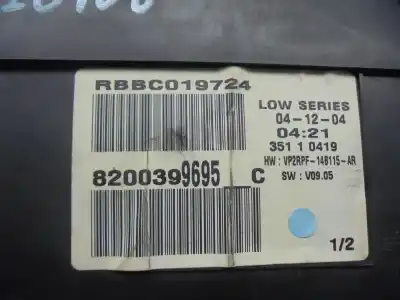 RBBC019724
LOW SERIES
04-12-04
04:21
351 1 0419
HW : VP2RPF-14B115-AR
8200399695 C
SW : V09.05
1/2